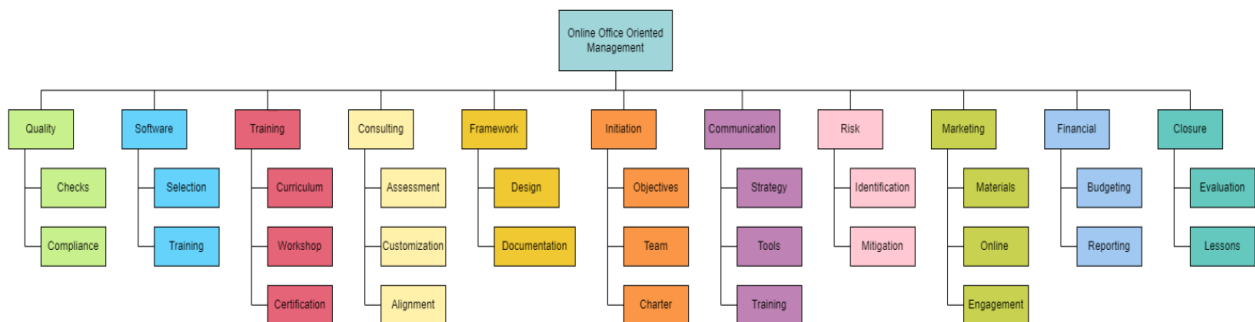 Online Office Oriented
Management
Quality
Software
Training
Consulting
Framework
Initiation
Communication
Risk
Marketing
Financial
Closure
Checks
Selection
Curriculum
Assessment
Design
Objectives
Strategy
Identification
Materials
Budgeting
Evaluation
Compliance
Training
Workshop
Customization
Documentation
Team
Tools
Mitigation
Online
Reporting
Lessons
Certification
Alignment
Charter
Training
Engagement